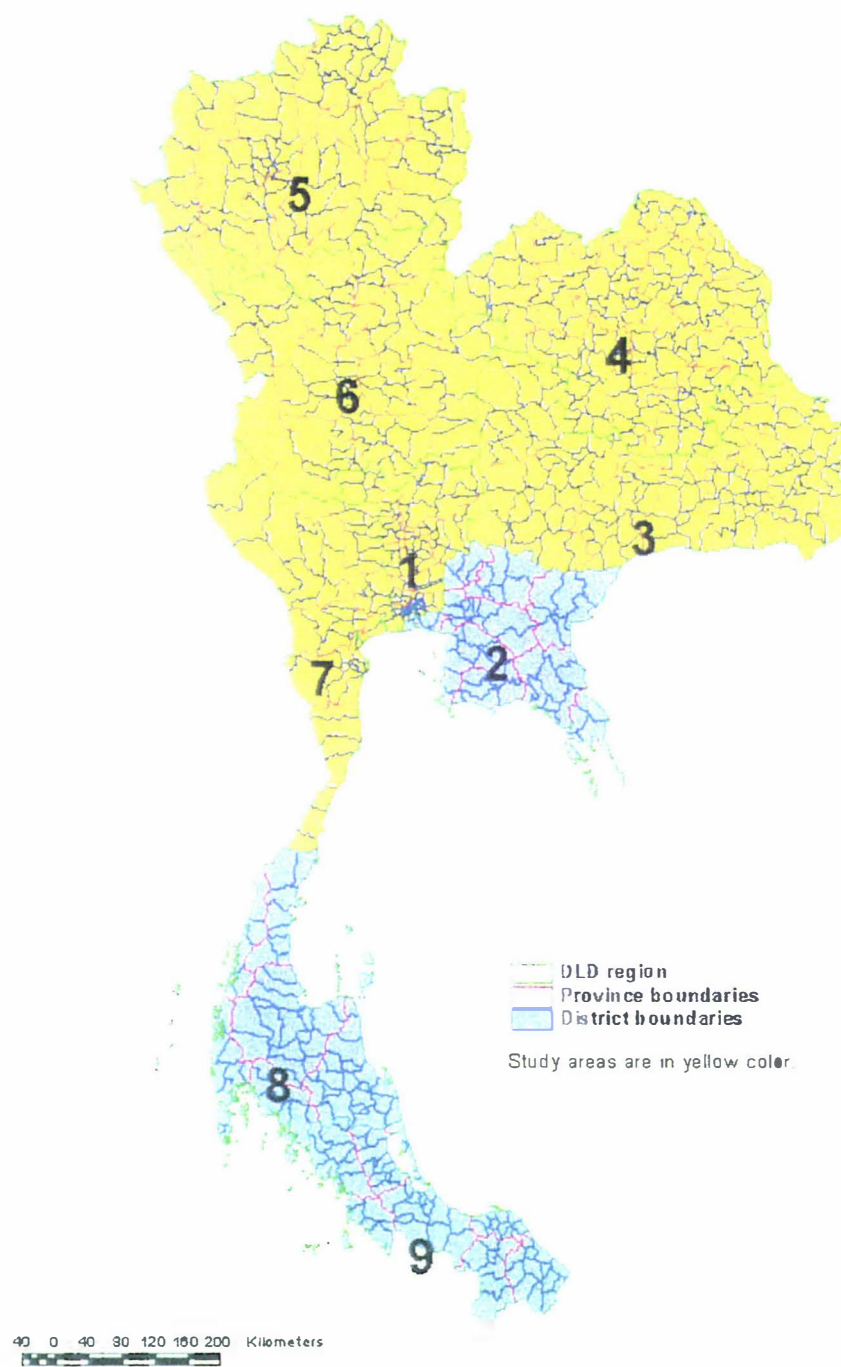 5
4
6
3
1
2
7
DLD region
Province boundaries
District boundaries
Study areas are in yellow color.
8
9
40 0 40 80 120 160 200 Kilometers